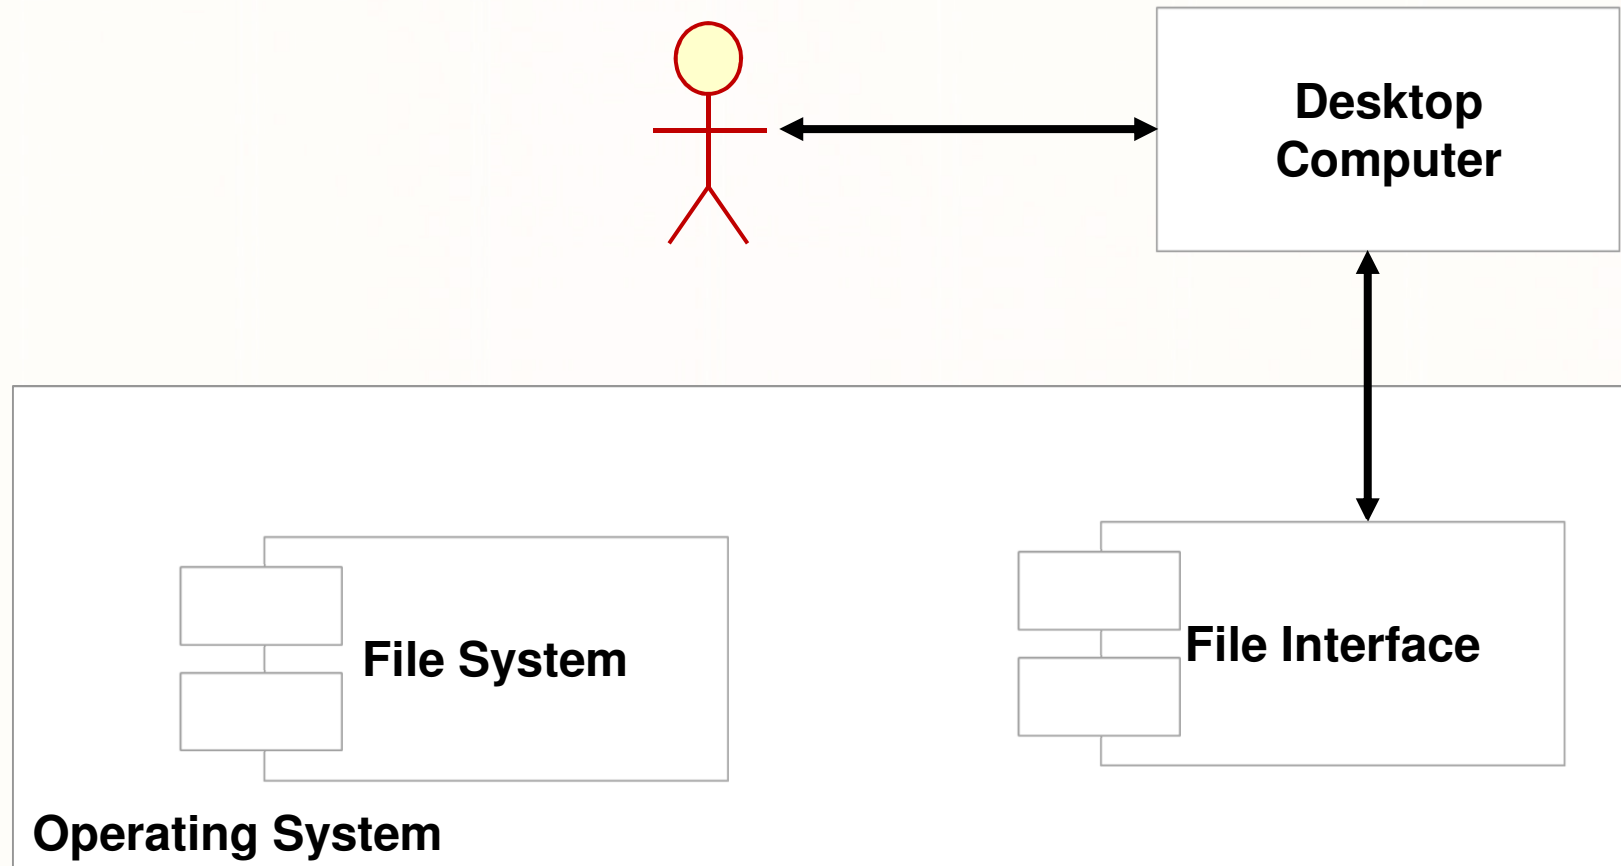 Desktop
Computer
File System
File Interface
Operating System